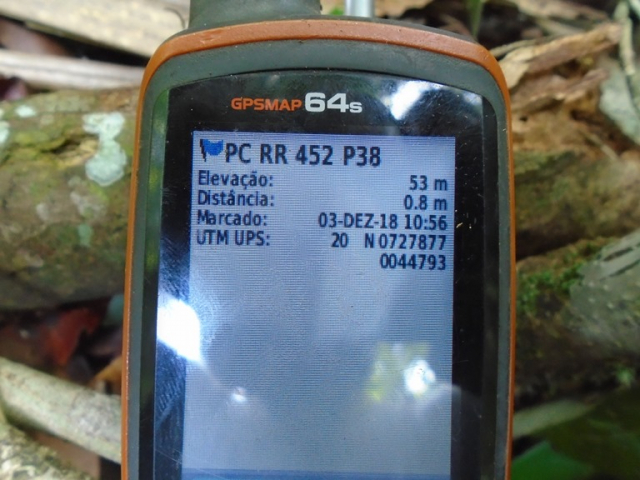 GPSMAP 64s
PC RR 452 P38
Elevação: 53 m
Distância: 0.8 m
Marcado: 03-DEZ-18 10:56
UTM UPS: 20 N 0727877
0044793